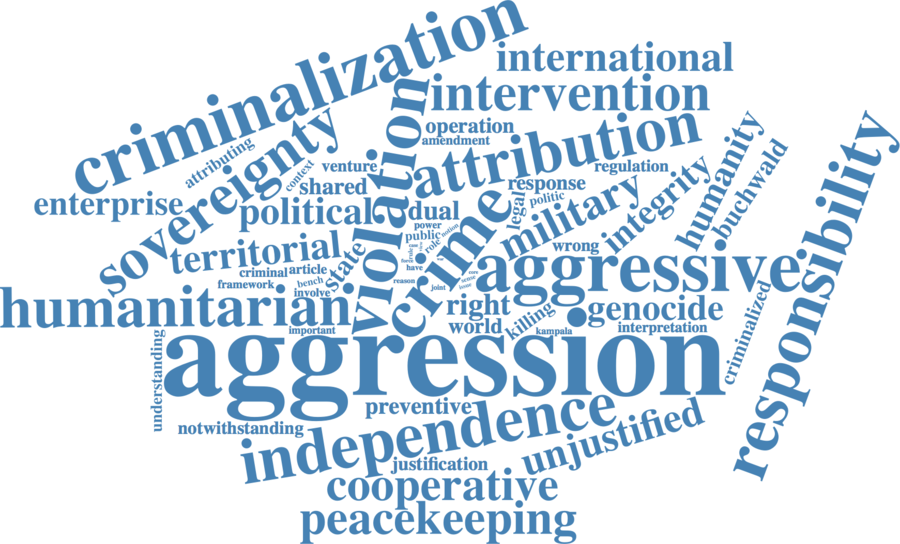 criminalization
international
intervention
operation
amendment
violation
attribution
sovereignty
attributing
context
venture
shared
regulation
response
politic
legal
enterprise
political
dual
power
public
role
notion
crime
military
integrity
humanity
buchwald
responsibility
territorial
state
wrong
criminal
article
framework
bench
involve
have
reason
joint
aggressive
humanitarian
right
world
killing
kampala
genocide
interpretation
criminalized
important
aggression
understanding
preventive
notwithstanding
independence
unjustified
justification
cooperative
peacekeeping